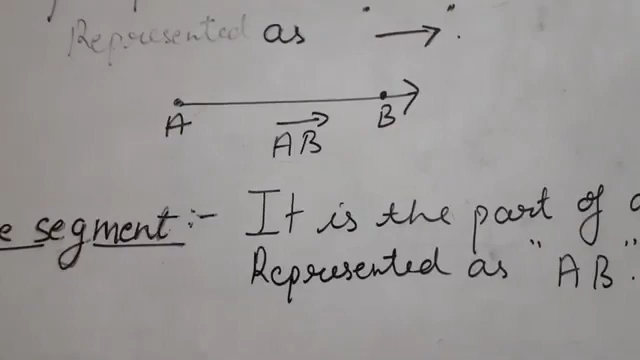 Represented as "→".
A B
→
AB
segment :- It is the part of
Represented as "AB".